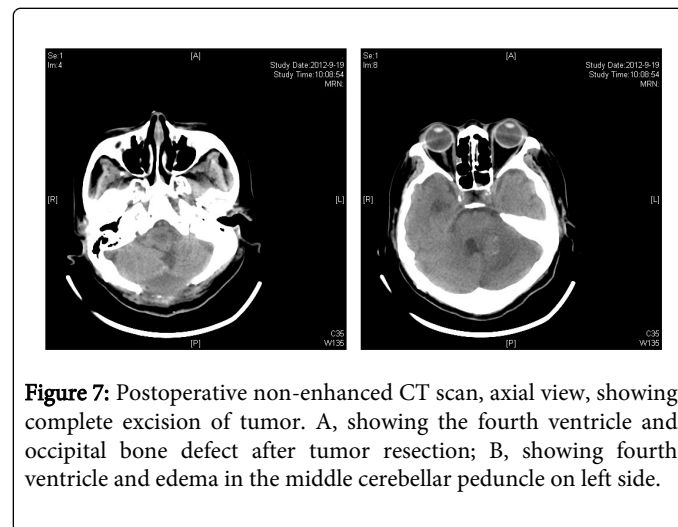 Se:1
Im:4
[A]
Study Date:2012-9-19
Study Time:10:08:54
MRN:
[R]
[L]
[P]
C35
W135
Se:1
Im:8
[A]
Study Date:2012-9-19
Study Time:10:08:54
MRN:
[R]
[L]
[P]
C35
W135
Figure 7: Postoperative non-enhanced CT scan, axial view, showing
complete excision of tumor. A, showing the fourth ventricle and
occipital bone defect after tumor resection; B, showing fourth
ventricle and edema in the middle cerebellar peduncle on left side.